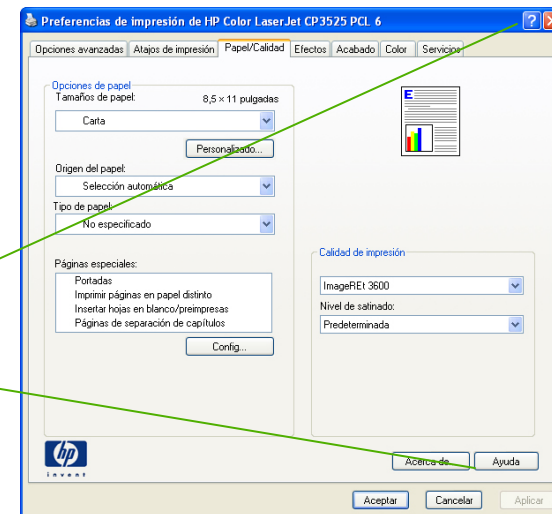 Preferencias de impresión de HP Color LaserJet CP3525 PCL 6
Opciones avanzadas Atajos de impresión Papel/Calidad Efectos Acabado Color Servicios
Opciones de papel
Tamaños de papel: 8,5 × 11 pulgadas
Carta
Personalizado...
Origen del papel:
Selección automática
Tipo de papel:
No especificado
Páginas especiales:
Portadas
Imprimir páginas en papel distinto
Insertar hojas en blanco/preimpresas
Páginas de separación de capítulos
Config...
E
Calidad de impresión
ImageREt 3600
Nivel de satinado:
Predeterminada
hp
invent
Acerca de... Ayuda
Aceptar Cancelar Aplicar